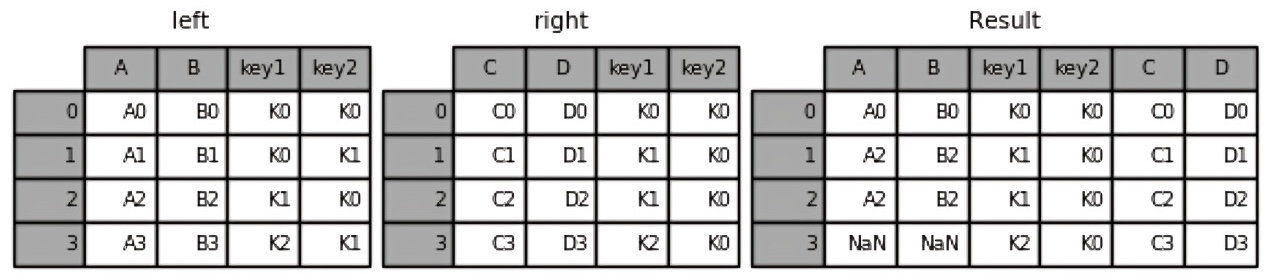 left right Result
A B key1 key2 C D key1 key2 A B key1 key2 C D
0 A0 B0 K0 K0 0 C0 D0 K0 K0 0 A0 B0 K0 K0 C0 D0
1 A1 B1 K0 K1 1 C1 D1 K1 K0 1 A2 B2 K1 K0 C1 D1
2 A2 B2 K1 K0 2 C2 D2 K1 K0 2 A2 B2 K1 K0 C2 D2
3 A3 B3 K2 K1 3 C3 D3 K2 K0 3 NaN NaN K2 K0 C3 D3